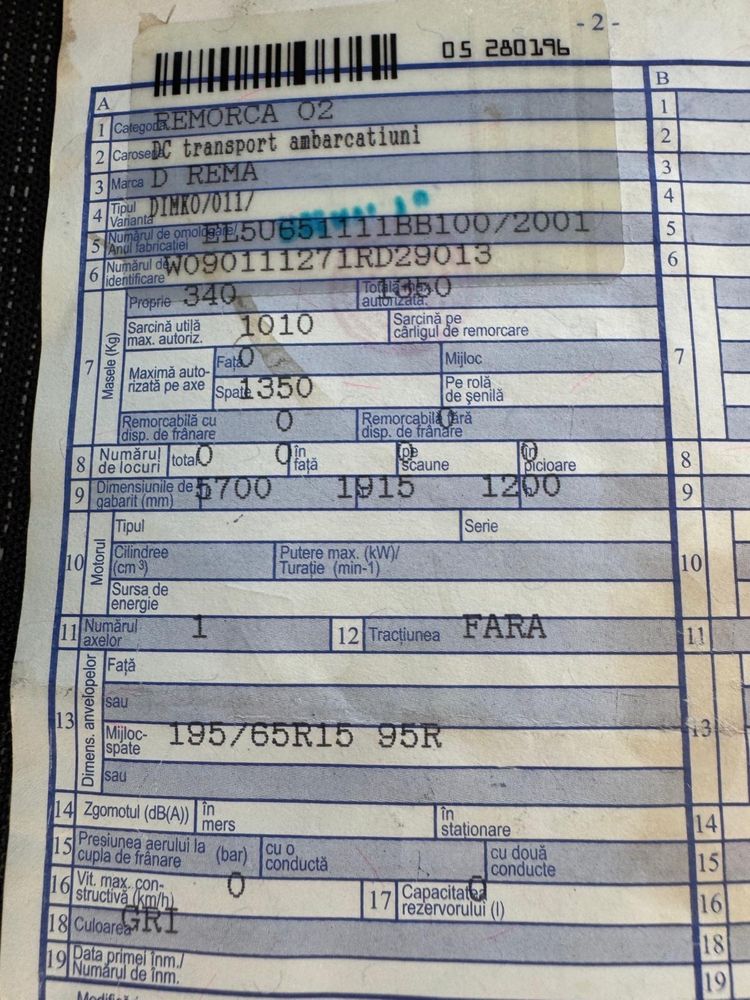 - 2 -
05 280196
A B
1 Categoria REMORCA O2 1
2 Caroseria DC transport ambarcatiuni 2
3 Marca D REMA 3
4 Tipul Varianta DIMKO/011/ 4
5 Numărul de omologare/ Anul fabricației EL5U651111BB100/2001 5
6 Numărul de identificare W090111271RD29013 6
7 Masele (Kg) 7
Proprie 340 Totală max. autorizată: 1350
Sarcină utilă max. autoriz. 1010 Sarcină pe cârligul de remorcare
Maximă autorizată pe axe Față 0 Mijloc
Spate 1350 Pe rolă de șenilă
Remorcabilă cu disp. de frânare 0 Remorcabilă fără disp. de frânare 0
8 Numărul de locuri total 0 0 în față 0 pe scaune 0 în picioare 8
9 Dimensiunile de gabarit (mm) 5700 1915 1200 9
10 Motorul 10
Tipul Serie
Cilindree (cm³) Putere max. (kW)/ Turație (min-1)
Sursa de energie
11 Numărul axelor 1 12 Tracțiunea FARA 11
13 Dimens. anvelopelor 13
Față
sau
Mijloc-spate 195/65R15 95R
sau
14 Zgomotul (dB(A)) în mers în staționare 14
15 Presiunea aerului la cupla de frânare (bar) cu o conductă cu două conducte 15
16 Vit. max. constructivă (km/h) 0 17 Capacitatea rezervorului (l) 0 16
18 Culoarea GRI 18
19 Data primei înm./ Numărul de înm. 19